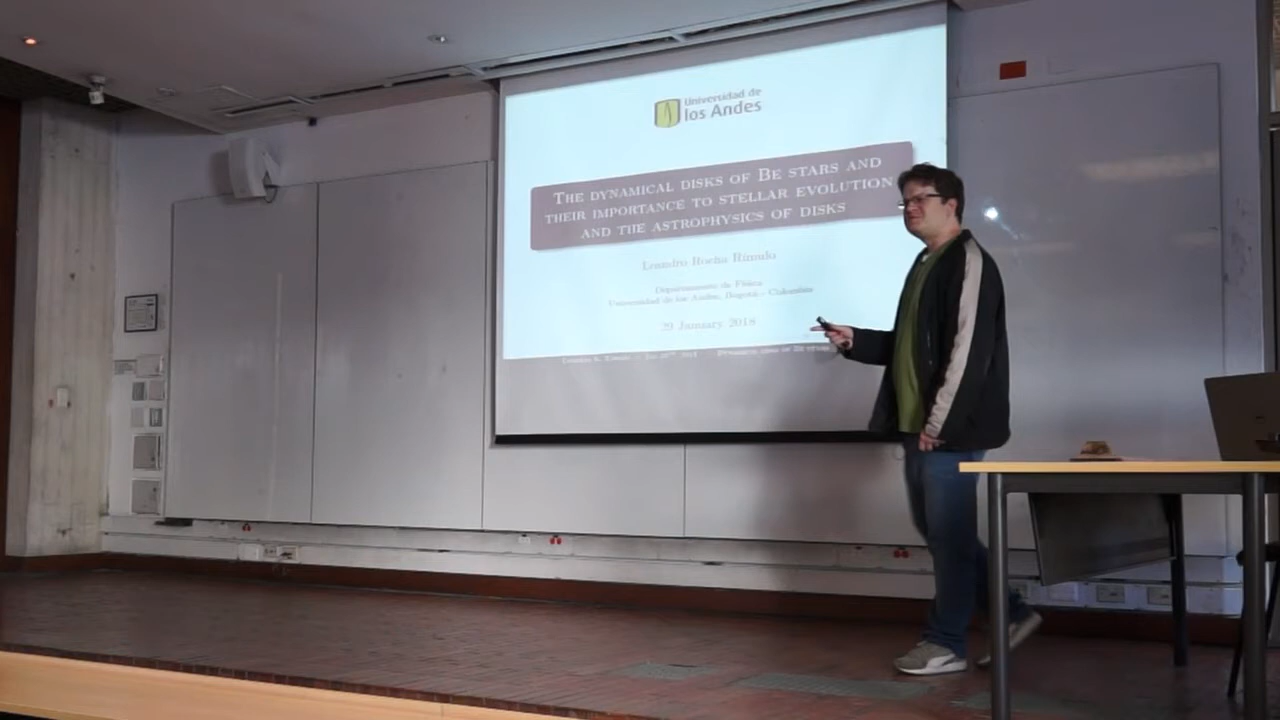 Universidad de
los Andes
The dynamical disks of Be stars and
their importance to stellar evolution
and the astrophysics of disks
Leandro Rocha Rímulo
Departamento de Física
Universidad de los Andes, Bogotá - Colombia
29 January 2018